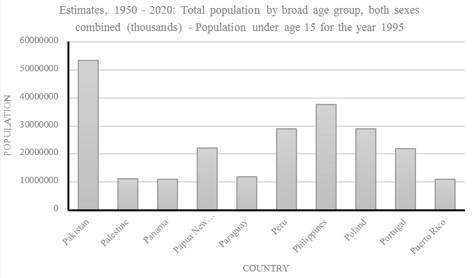 Estimates, 1950 - 2020: Total population by broad age group, both sexes
combined (thousands) - Population under age 15 for the year 1995
POPULATION
60000000
50000000
40000000
30000000
20000000
10000000
0
Pakistan
Palestine
Panama
Papua New...
Paraguay
Peru
Philippines
Poland
Portugal
Puerto Rico
COUNTRY